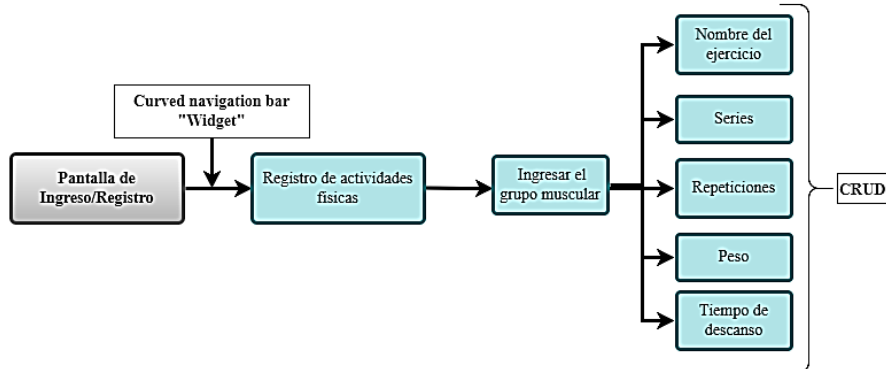 Curved navigation bar
"Widget"
Pantalla de
Ingreso/Registro
Registro de actividades
físicas
Ingresar el
grupo muscular
Nombre del
ejercicio
Series
Repeticiones
Peso
Tiempo de
descanso
CRUD